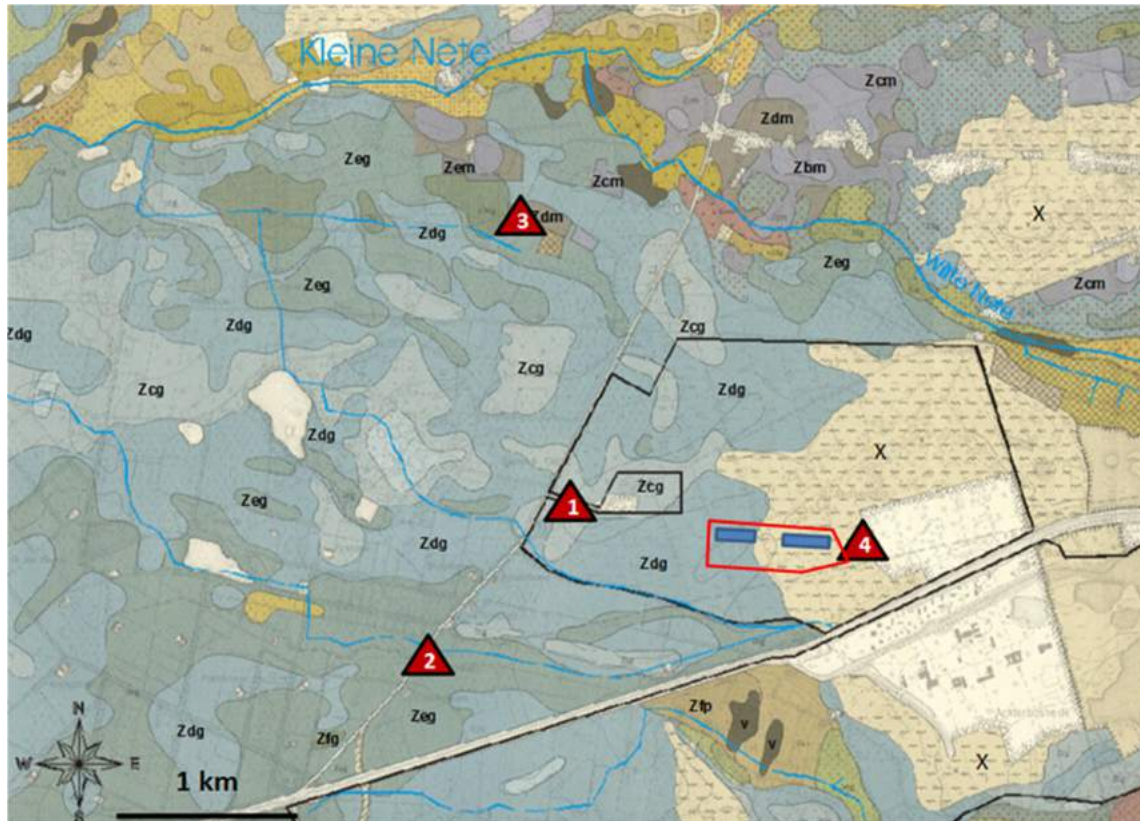 Kleine Nete
Zcm
Zdm
Zeg
Zem
Zbm
Zcm
3
Zdm
X
Zdg
Zeg
Witte Nete
Zeg
Zcm
Zdg
Zdg
Zcg
Zcg
Zcg
Zdg
Zdg
X
Zeg
1
Zcg
4
Zdg
Zdg
2
Zdg
Zfg
Zeg
Zfp
v
v
X
N
W
E
S
1 km